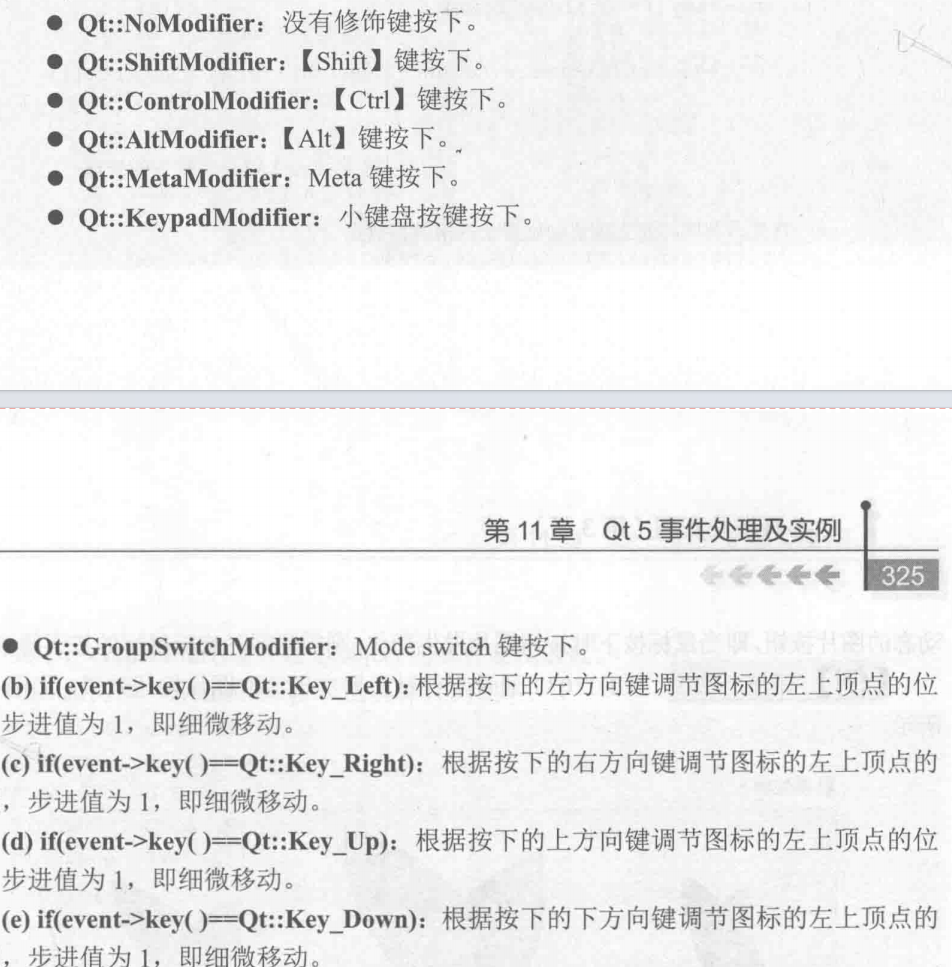 ● Qt::NoModifier：没有修饰键按下。
● Qt::ShiftModifier:【Shift】键按下。
● Qt::ControlModifier:【Ctrl】键按下。
● Qt::AltModifier:【Alt】键按下。
● Qt::MetaModifier：Meta 键按下。
● Qt::KeypadModifier：小键盘按键按下。
第 11 章 Qt 5 事件处理及实例
325
● Qt::GroupSwitchModifier：Mode switch 键按下。
(b) if(event->key( )==Qt::Key_Left)：根据按下的左方向键调节图标的左上顶点的位
步进值为 1，即细微移动。
(c) if(event->key( )==Qt::Key_Right)：根据按下的右方向键调节图标的左上顶点的
，步进值为 1，即细微移动。
(d) if(event->key( )==Qt::Key_Up)：根据按下的上方向键调节图标的左上顶点的位
步进值为 1，即细微移动。
(e) if(event->key( )==Qt::Key_Down)：根据按下的下方向键调节图标的左上顶点的
，步进值为 1，即细微移动。